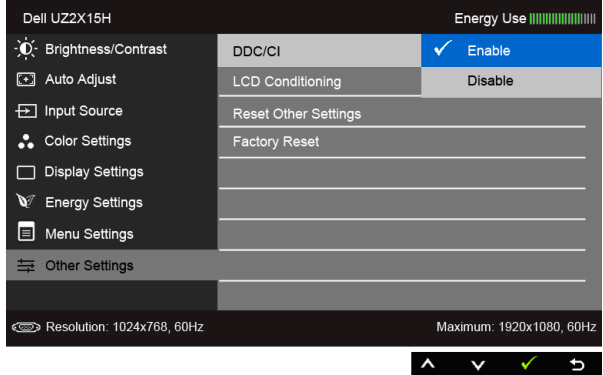 Dell UZ2X15H
Energy Use
Brightness/Contrast
DDC/CI
Enable
Auto Adjust
LCD Conditioning
Disable
Input Source
Reset Other Settings
Color Settings
Factory Reset
Display Settings
Energy Settings
Menu Settings
Other Settings
Resolution: 1024x768, 60Hz
Maximum: 1920x1080, 60Hz